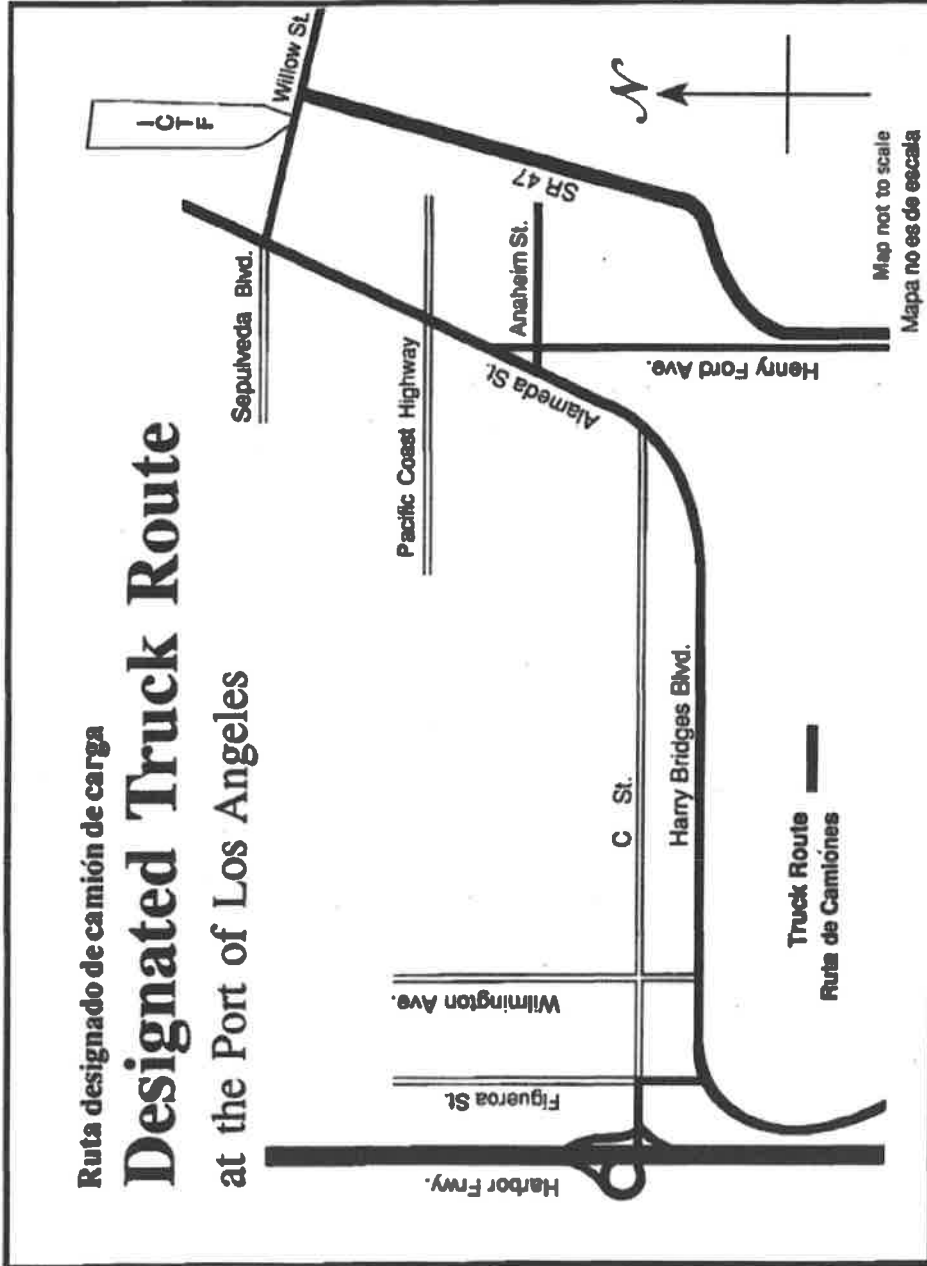 Ruta designado de camión de carga
Designated Truck Route
at the Port of Los Angeles
I
C
T
F
Willow St.
Sepulveda Blvd.
Pacific Coast Highway
SR 47
Anaheim St.
Alameda St.
Henry Ford Ave.
C St.
Harry Bridges Blvd.
Wilmington Ave.
Figueroa St.
Harbor Frwy.
N
Truck Route
Ruta de Camiónes
Map not to scale
Mapa no es de escala